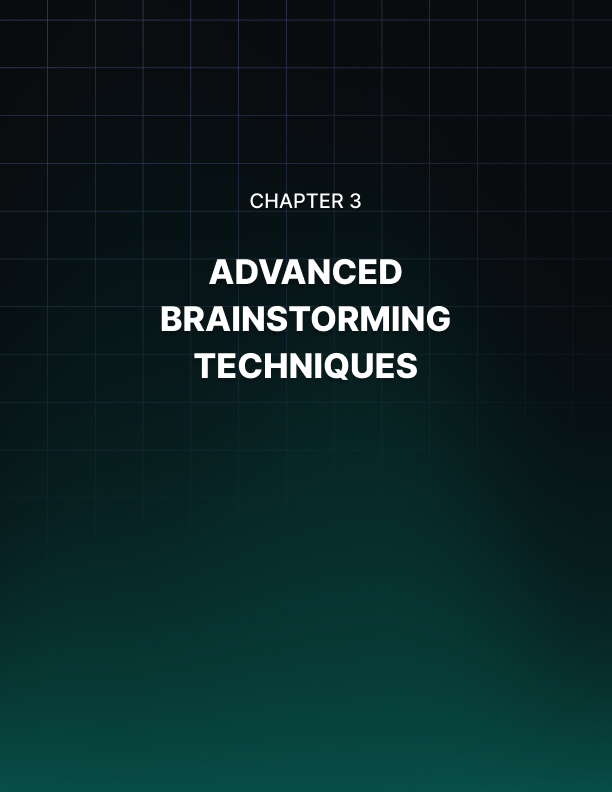 CHAPTER 3
ADVANCED
BRAINSTORMING
TECHNIQUES